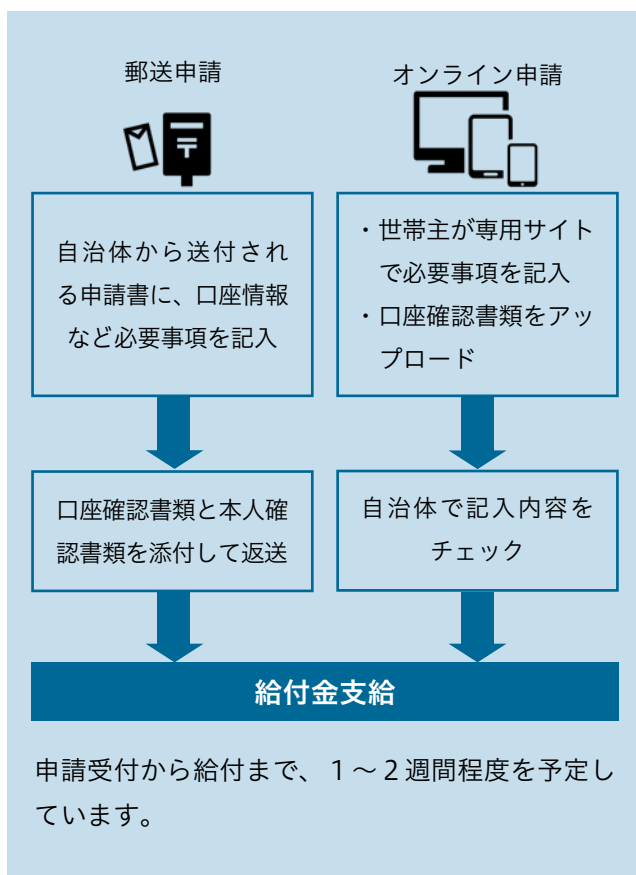 郵送申請
自治体から送付され
る申請書に、口座情報
など必要事項を記入
口座確認書類と本人確
認書類を添付して返送
オンライン申請
・世帯主が専用サイト
で必要事項を記入
・口座確認書類をアッ
プロード
自治体で記入内容を
チェック
給付金支給
申請受付から給付まで、1~2週間程度を予定し
ています。